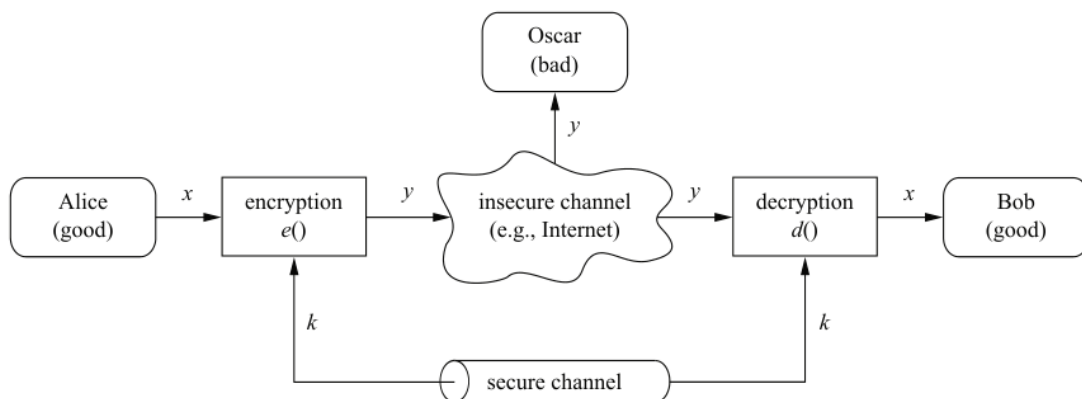 Oscar
(bad)
y
Alice
(good)
x
encryption
e()
y
insecure channel
(e.g., Internet)
y
decryption
d()
x
Bob
(good)
k
k
secure channel